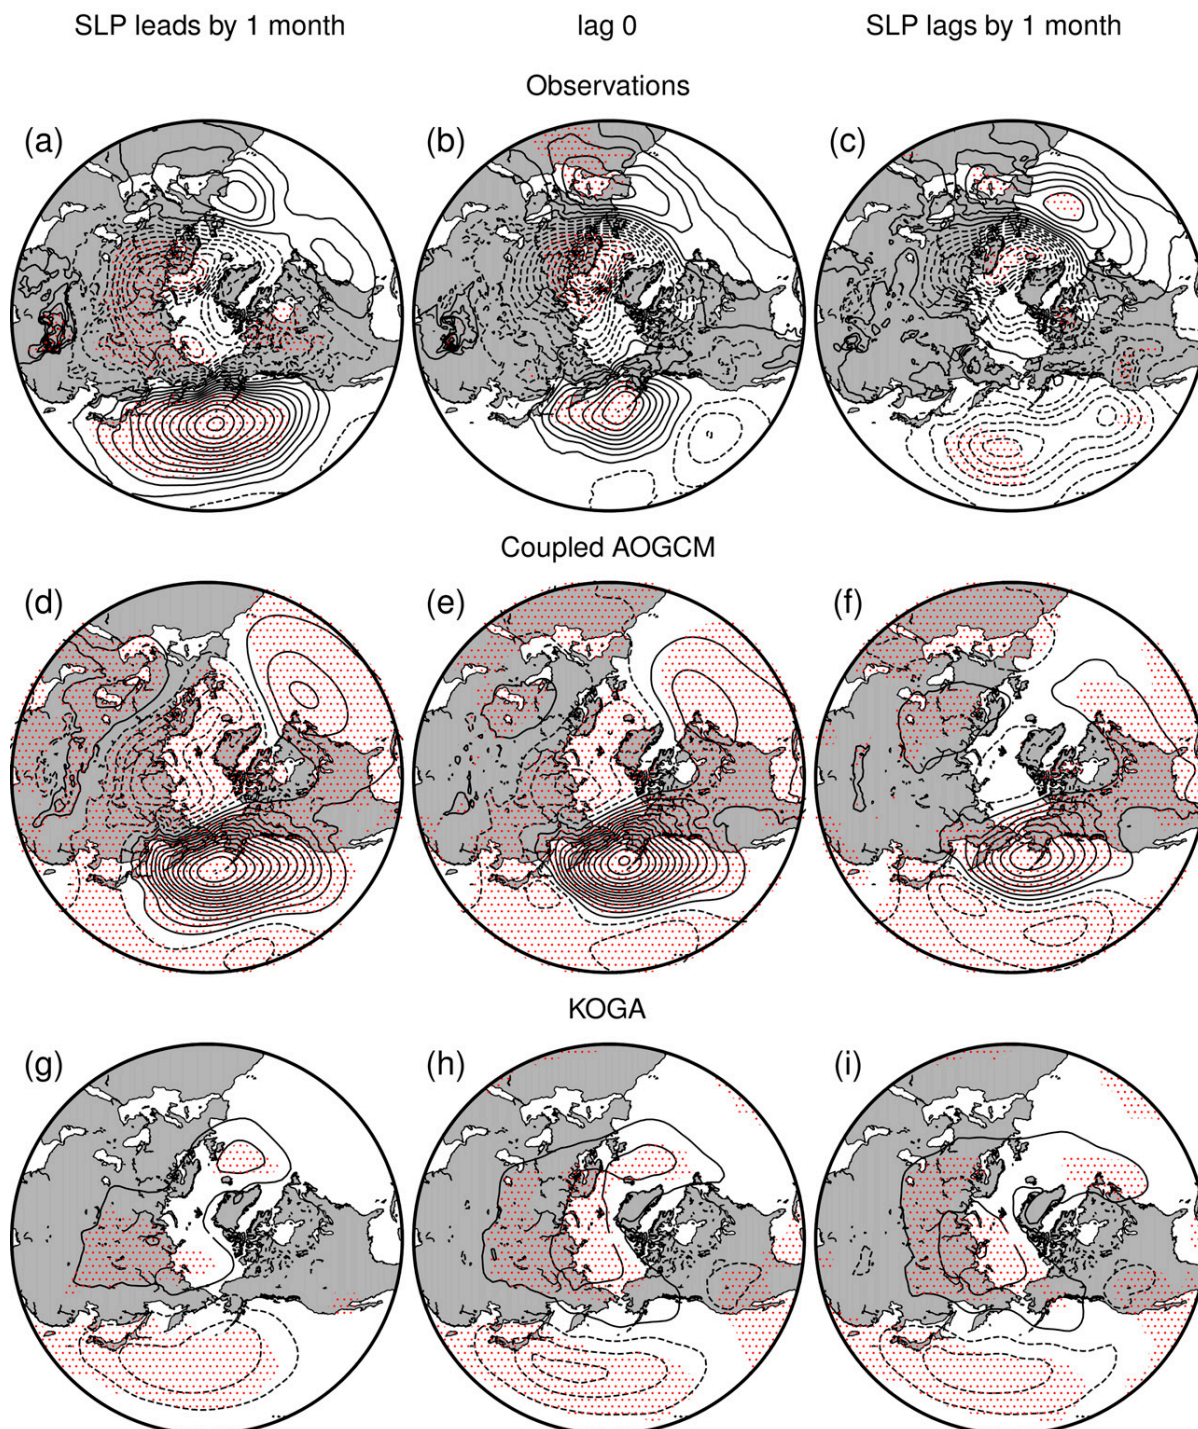 SLP leads by 1 month lag 0 SLP lags by 1 month
Observations
(a) (b) (c)
Coupled AOGCM
(d) (e) (f)
KOGA
(g) (h) (i)